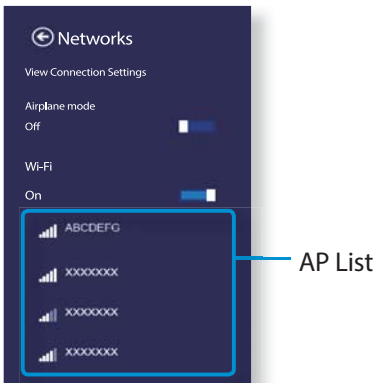 Networks
View Connection Settings
Airplane mode
Off
Wi-Fi
On
ABCDEFG
XXXXXXX
XXXXXXX
XXXXXXX
AP List